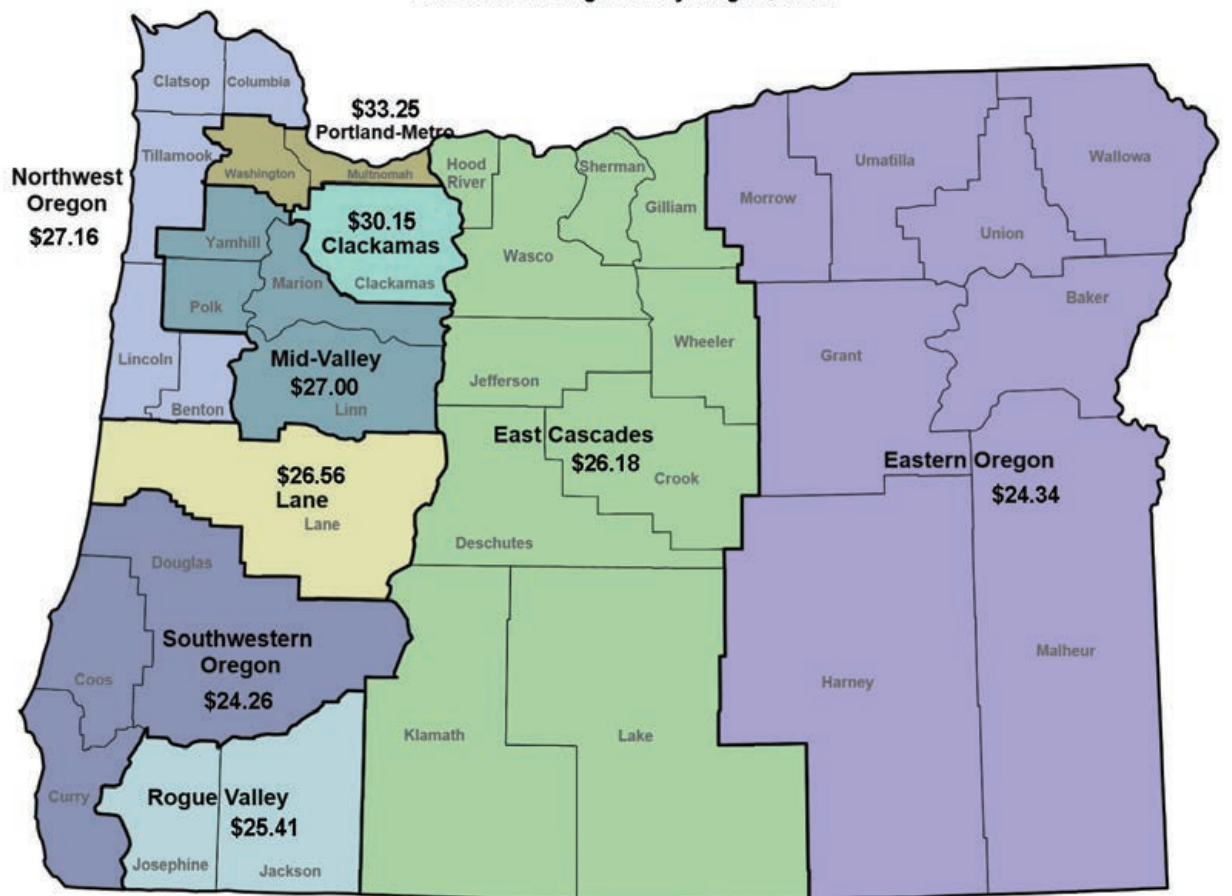 Clatsop
Columbia
$33.25
Portland-Metro
Tillamook
Washington
Multnomah
Northwest
Oregon
$27.16
Hood
River
Sherman
Gilliam
Morrow
Umatilla
Wallowa
Union
Yamhill
$30.15
Clackamas
Clackamas
Wasco
Marion
Polk
Baker
Lincoln
Mid-Valley
$27.00
Linn
Benton
Jefferson
Wheeler
Grant
East Cascades
$26.18
Crook
Eastern Oregon
$24.34
$26.56
Lane
Lane
Deschutes
Douglas
Southwestern
Oregon
$24.26
Coos
Malheur
Harney
Klamath
Lake
Curry
Rogue Valley
$25.41
Josephine
Jackson